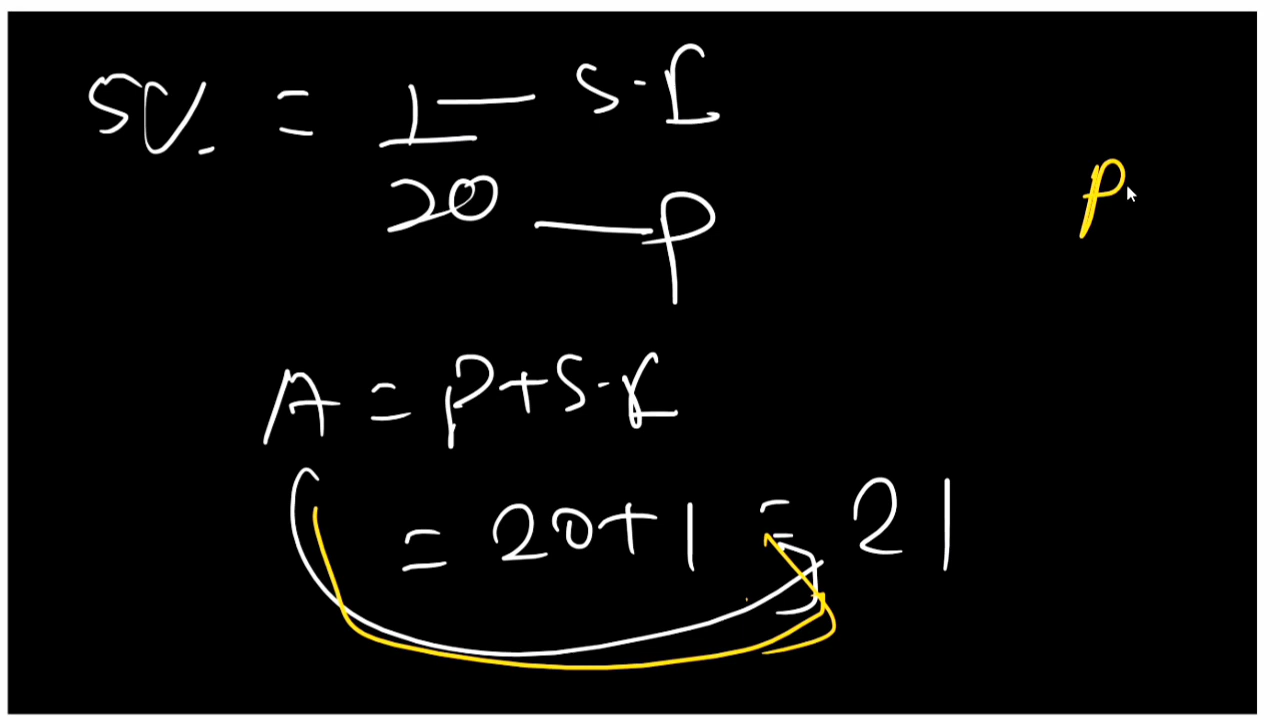 5%. = 1 — S.I
20 — P
P
A = P + S.I
= 20 + 1 = 21